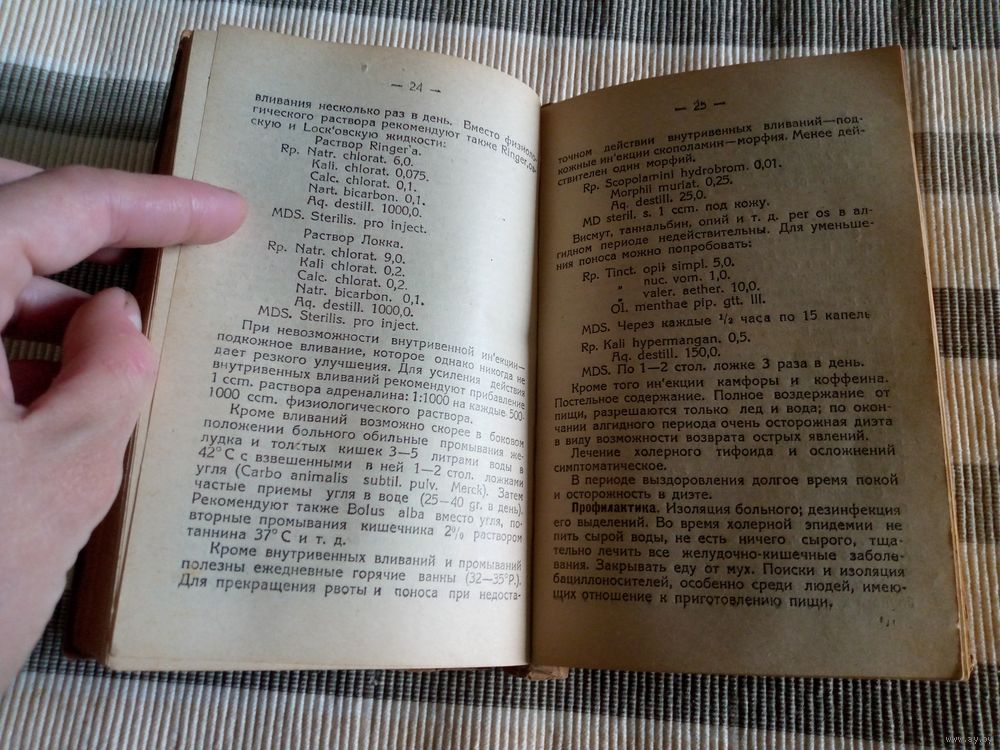 — 24 —
вливания несколько раз в день. Вместо физиоло-
гического раствора рекомендуют также Ringer'ов-
скую и Lock'овскую жидкости:
Раствор Ringer'a.
Rp. Natr. chlorat. 6,0.
Kali. chlorat. 0,075.
Calc. chlorat. 0,1.
Nart. bicarbon. 0,1.
Aq. destill. 1000,0.
MDS. Sterilis. pro inject.
Раствор Локка.
Rp. Natr. chlorat. 9,0.
Kali chlorat. 0,2.
Calc. chlorat. 0,2.
Natr. bicarbon. 0,1.
Aq. destill. 1000,0.
MDS. Sterilis. pro inject.
При невозможности внутривенной ин'екции—
подкожное вливание, которое однако никогда не
дает резкого улучшения. Для усиления действия
внутривенных вливаний рекомендуют прибавление
1 ccm. раствора адреналина: 1:1000 на каждые 500-
1000 ccm. физиологического раствора.
Кроме вливаний возможно скорее в боковом
положении больного обильные промывания же-
лудка и толстых кишек 3—5 литрами воды в
42° С с взвешенными в ней 1—2 стол. ложками
угля (Carbo animalis subtil. pulv. Merck). Затем
частые приемы угля в воде (25—40 gr. в день).
Рекомендуют также Bolus alba вместо угля, по-
вторные промывания кишечника 2% раствором
таннина 37° С и т. д.
Кроме внутривенных вливаний и промываний
полезны ежедневные горячие ванны (32—35°Р.).
Для прекращения рвоты и поноса при недоста-
— 25 —
точном действии внутривенных вливаний—под-
кожные ин'екции скополамин—морфия. Менее дей-
ствителен один морфий.
Rp. Scopolamini hydrobrom. 0,01.
Morphii muriat. 0,25.
Aq. destill. 25,0.
MD steril. s. 1 ccm. под кожу.
Висмут, таннальбин, опий и т. д. per os в ал-
гидном периоде недействительны. Для уменьше-
ния поноса можно попробовать:
Rp. Tinct. opii simpl. 5,0.
nuc. vom. 1,0.
„ valer. aether. 10,0.
Ol. menthae pip. gtt. III.
MDS. Через каждые ½ часа по 15 капель
Rp. Kali hypermangan. 0,5.
Aq. destill. 150,0.
MDS. По 1—2 стол. ложке 3 раза в день.
Кроме того ин'екции камфоры и коффеина.
Постельное содержание. Полное воздержание от
пищи, разрешаются только лед и вода; по окон-
чании алгидного периода очень осторожная диэта
в виду возможности возврата острых явлений.
Лечение холерного тифоида и осложнений
симптоматическое.
В периоде выздоровления долгое время покой
и осторожность в диэте.
Профилактика. Изоляция больного; дезинфекция
его выделений. Во время холерной эпидемии не
пить сырой воды, не есть ничего сырого, тща-
тельно лечить все желудочно-кишечные заболе-
вания. Закрывать еду от мух. Поиски и изоляция
бациллоносителей, особенно среди людей, имею-
щих отношение к приготовлению пищи.
www.ay.by